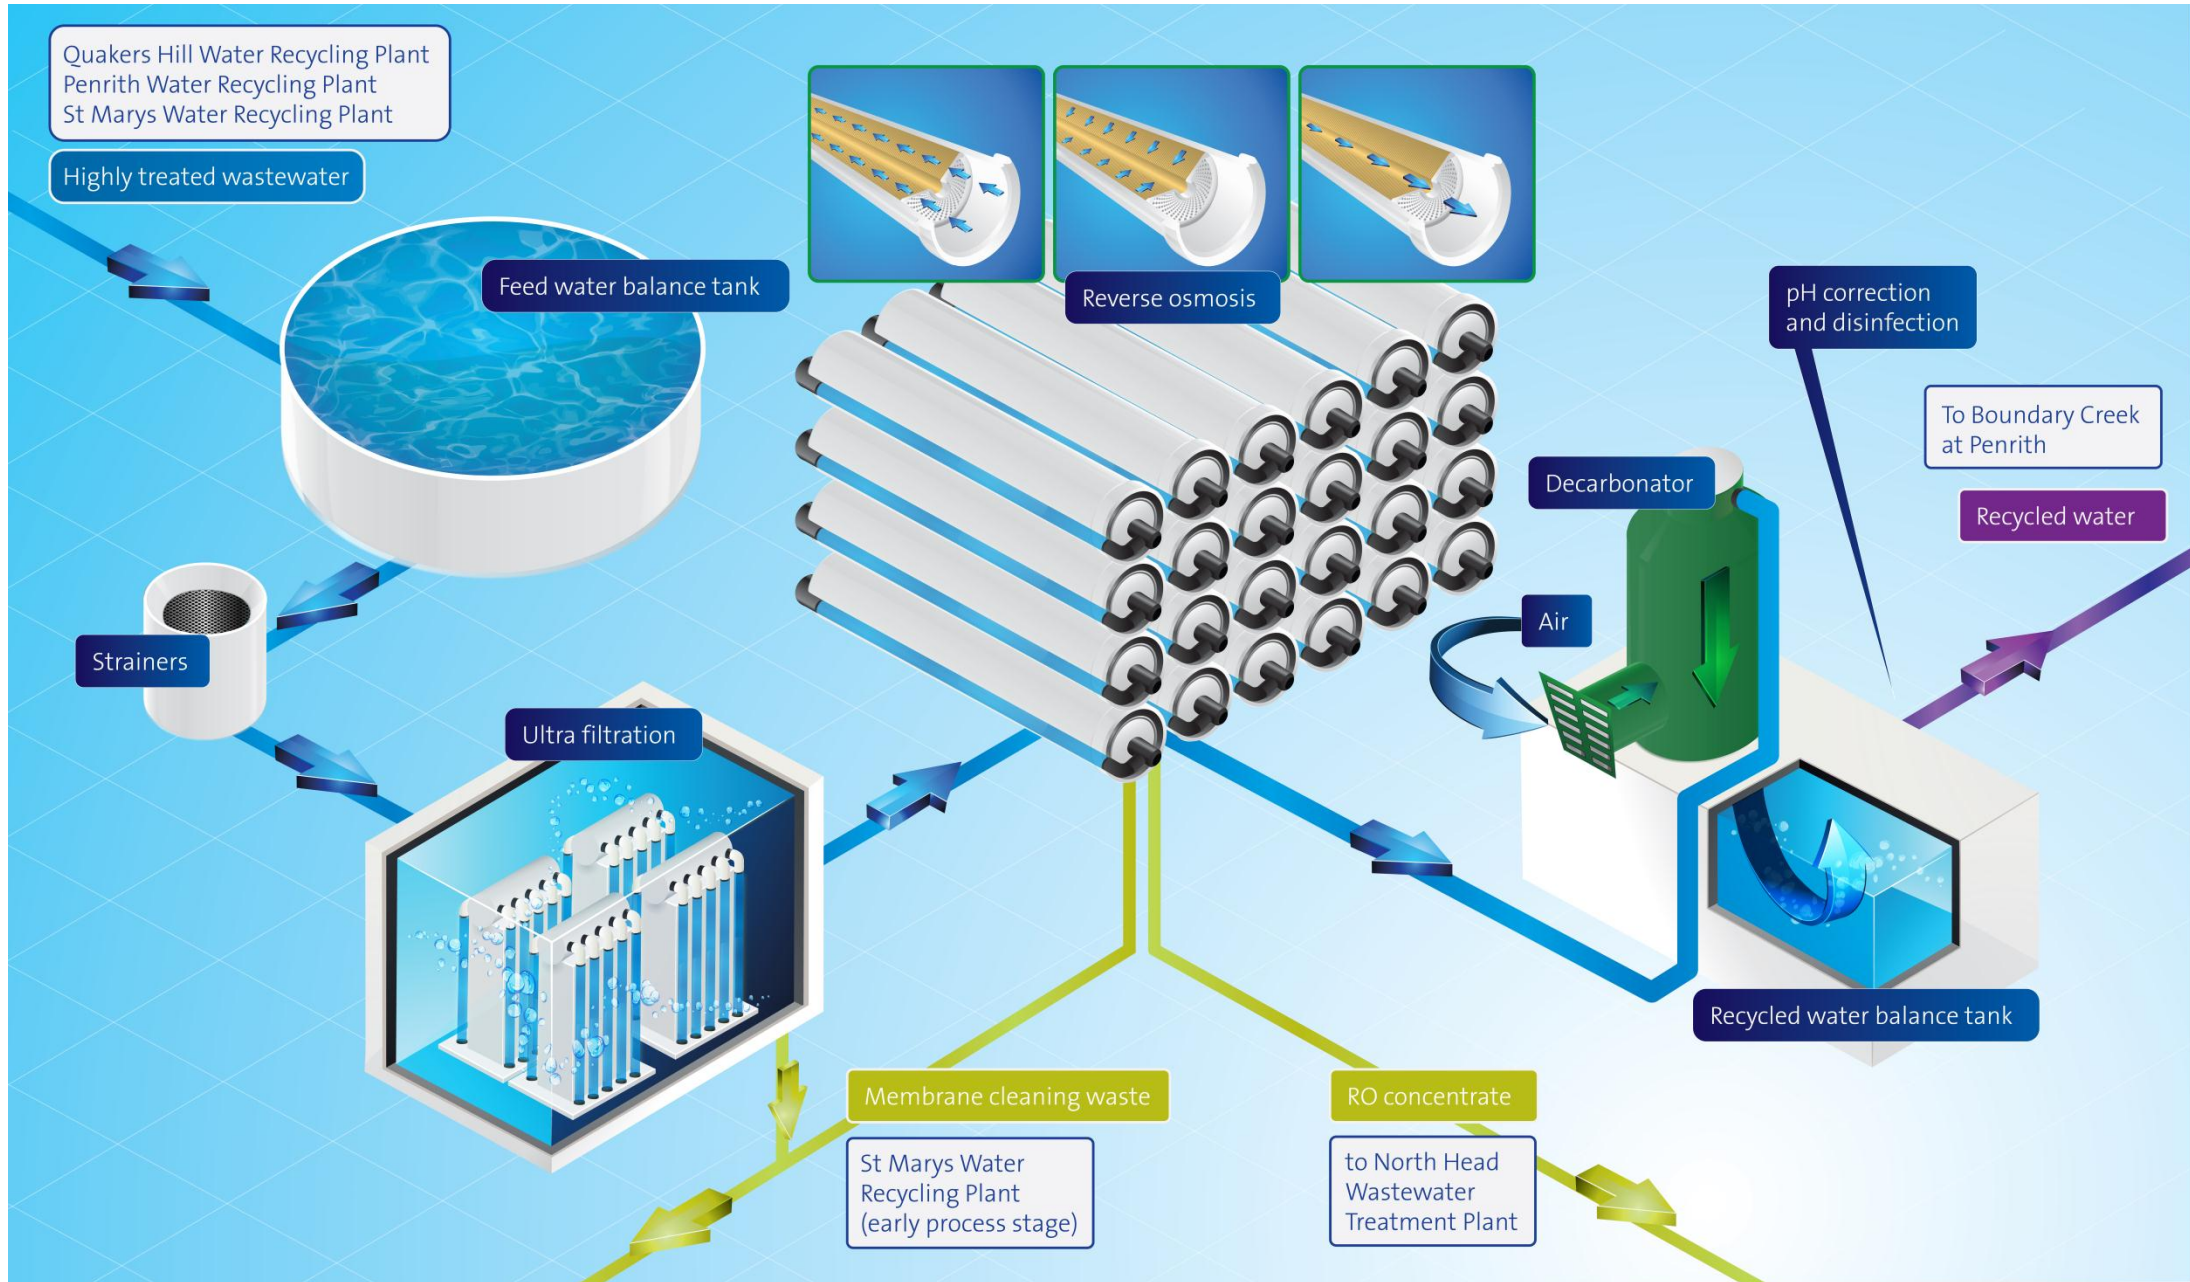 Quakers Hill Water Recycling Plant
Penrith Water Recycling Plant
St Marys Water Recycling Plant
Highly treated wastewater
Feed water balance tank
Reverse osmosis
pH correction
and disinfection
To Boundary Creek
at Penrith
Recycled water
Decarbonator
Air
Strainers
Ultra filtration
Recycled water balance tank
Membrane cleaning waste
St Marys Water
Recycling Plant
(early process stage)
RO concentrate
to North Head
Wastewater
Treatment Plant